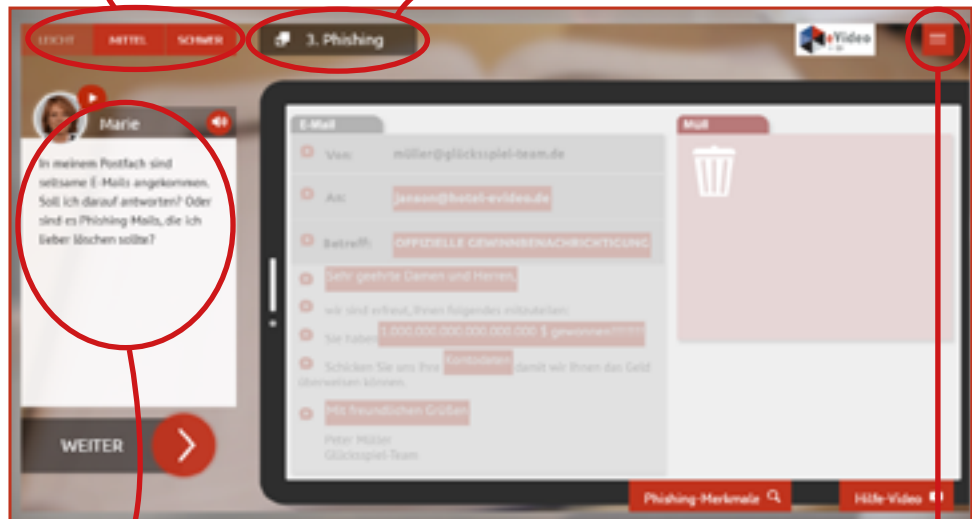 LEICHT MITTEL SCHWER
3. Phishing
eVideo
Marie
In meinem Postfach sind
seltsame E-Mails angekommen.
Soll ich darauf antworten? Oder
sind es Phishing-Mails, die ich
lieber löschen sollte?
WEITER
E-Mail
Von: müller@glücksspiel-team.de
An: janson@hotel-evideo.de
Betreff: OFFIZIELLE GEWINNBENACHRICHTIGUNG
Sehr geehrte Damen und Herren,
wir sind erfreut, Ihnen folgendes mitzuteilen:
Sie haben 1.000.000.000.000.000.000 $ gewonnen!!!!!!!!
Schicken Sie uns Ihre Kontodaten damit wir Ihnen das Geld
überweisen können.
Mit freundlichen Grüßen
Peter Müller
Glücksspiel-Team
Müll
Phishing-Merkmale
Hilfe-Video